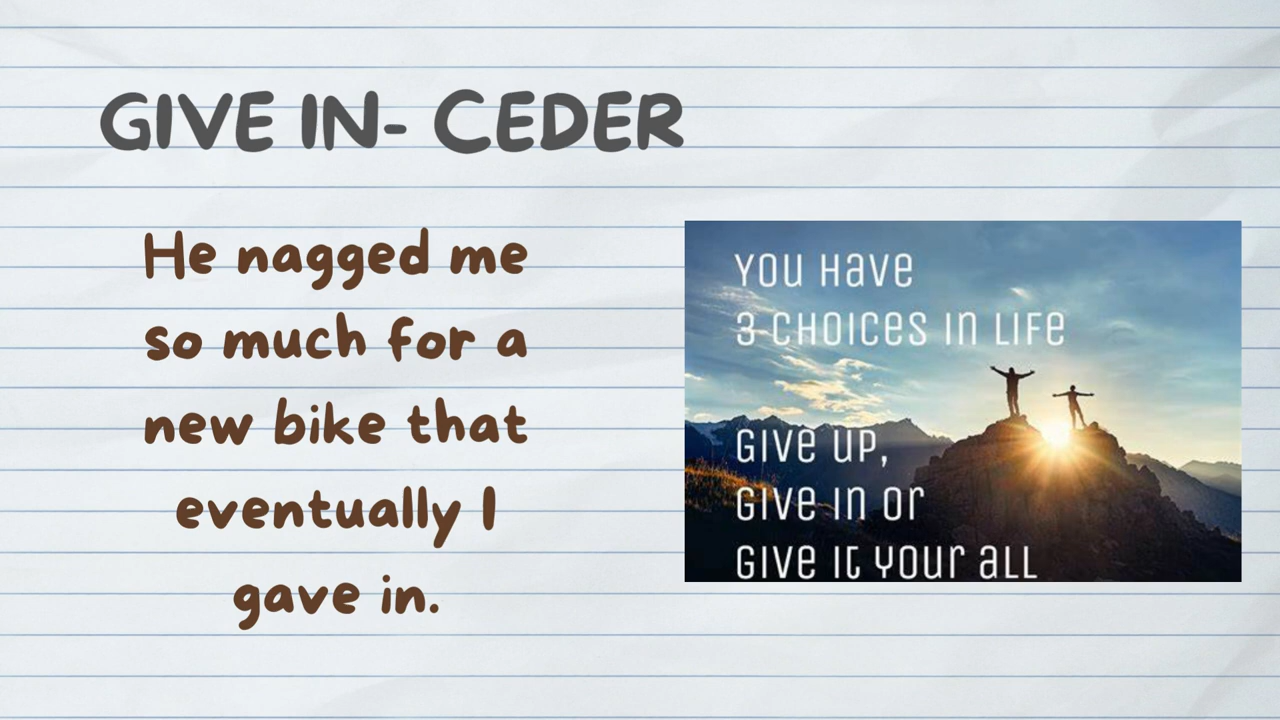 GIVE IN- CEDER
He nagged me
so much for a
new bike that
eventually I
gave in.
YOU HAVE
3 CHOICES IN LIFE
GIVE UP,
GIVE IN OR
GIVE IT YOUR ALL